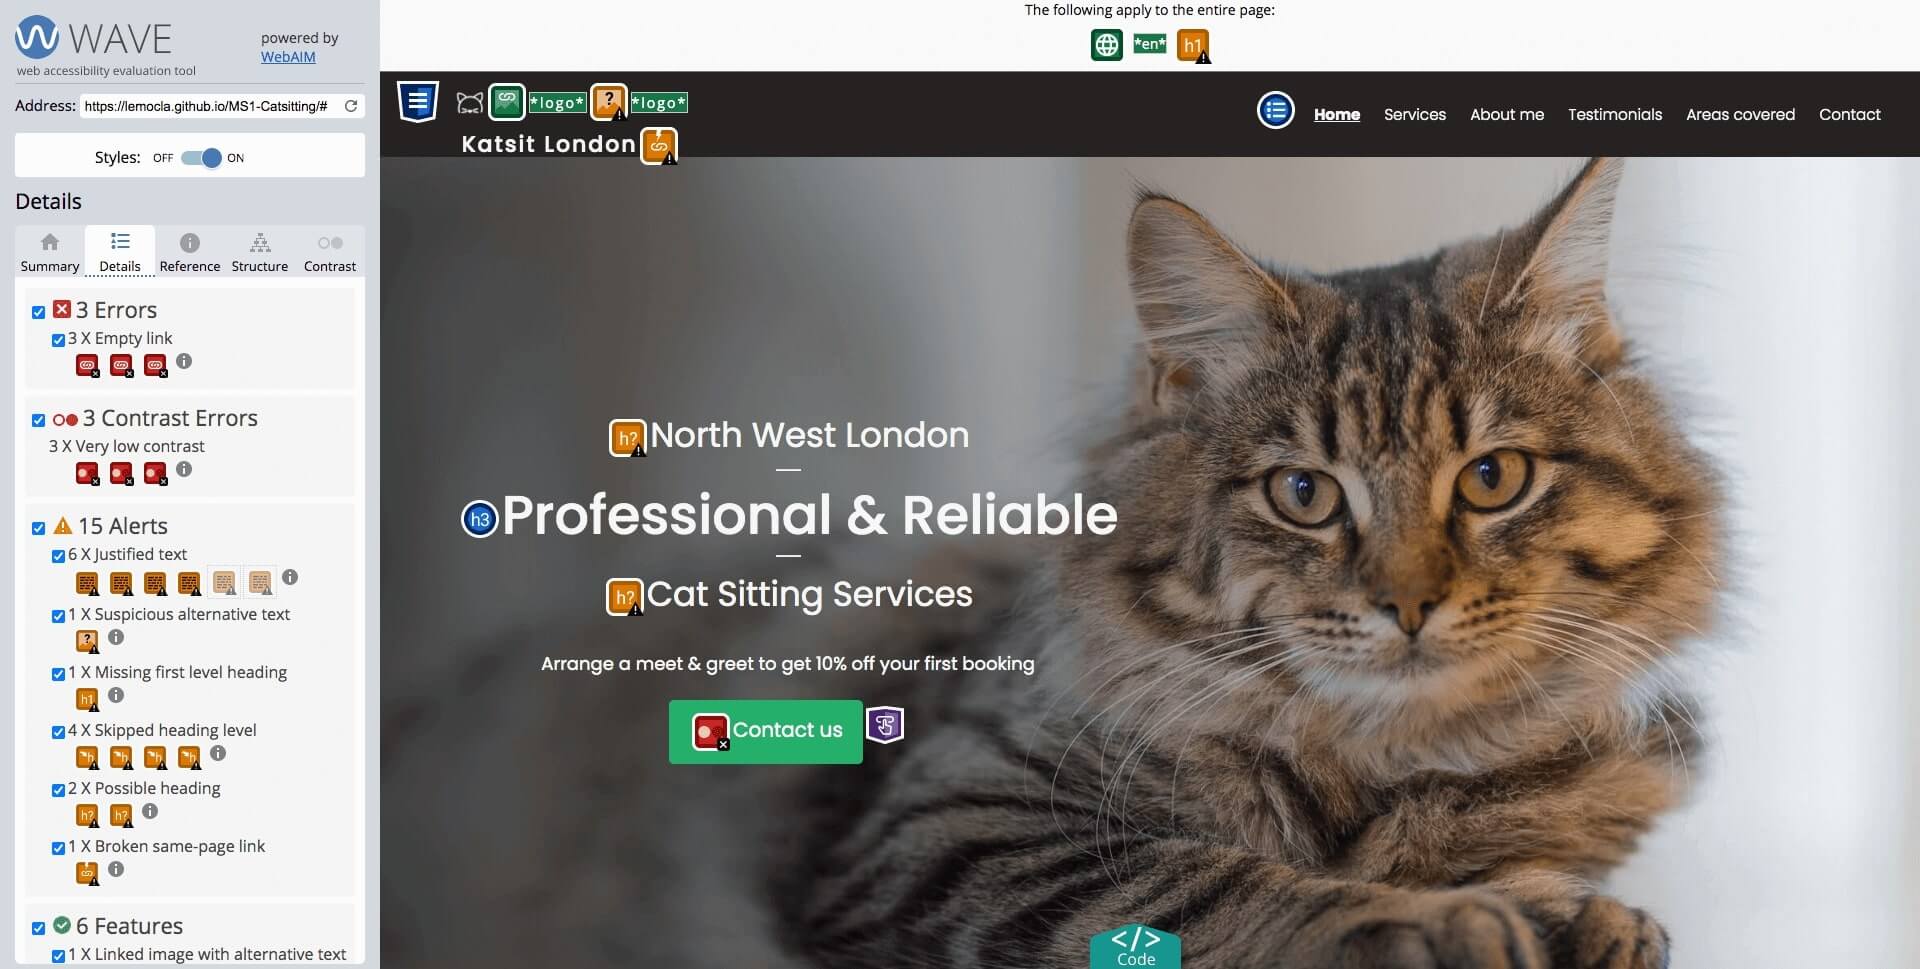 WAVE
powered by
WebAIM
web accessibility evaluation tool
Address: https://lemocla.github.io/MS1-Catsitting/#
Styles: OFF ON
Details
Summary Details Reference Structure Contrast
3 Errors
3 X Empty link
3 Contrast Errors
3 X Very low contrast
15 Alerts
6 X Justified text
1 X Suspicious alternative text
?
1 X Missing first level heading
h1
4 X Skipped heading level
h h h h
2 X Possible heading
h? h?
1 X Broken same-page link
6 Features
1 X Linked image with alternative text
The following apply to the entire page:
*en* h1
*logo* ? *logo*
Katsit London
Home Services About me Testimonials Areas covered Contact
h? North West London
h3 Professional & Reliable
h? Cat Sitting Services
Arrange a meet & greet to get 10% off your first booking
Contact us
</>
Code